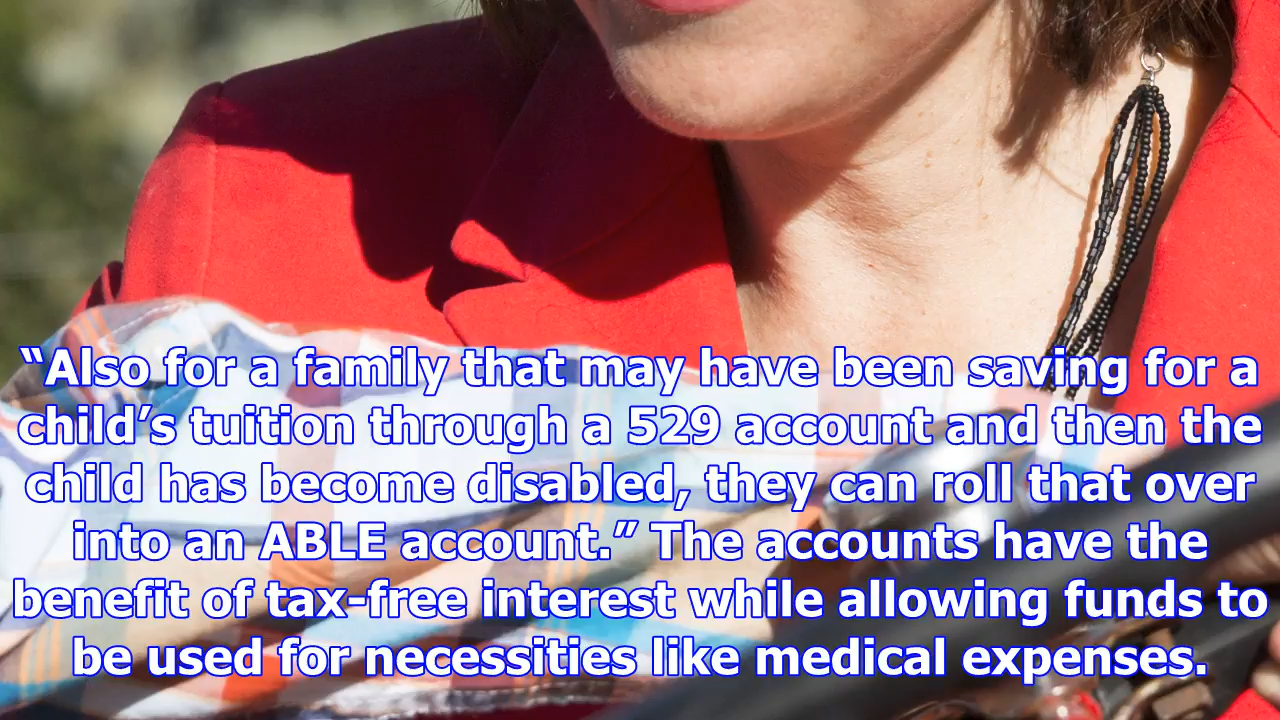 “Also for a family that may have been saving for a
child’s tuition through a 529 account and then the
child has become disabled, they can roll that over
into an ABLE account.” The accounts have the
benefit of tax-free interest while allowing funds to
be used for necessities like medical expenses.